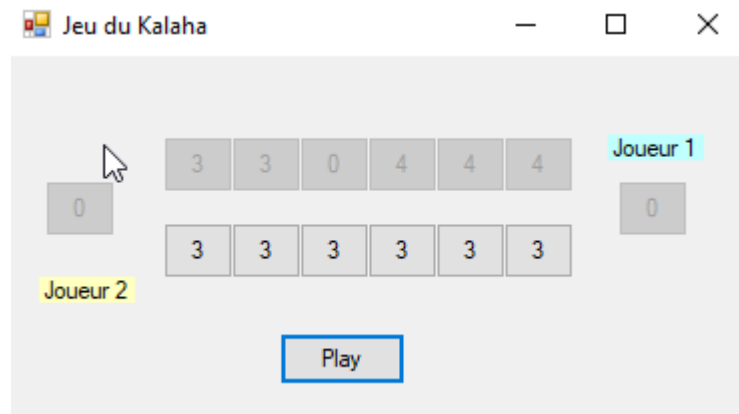 Jeu du Kalaha
Joueur 1
3 3 0 4 4 4
0
0
3 3 3 3 3 3
Joueur 2
Play